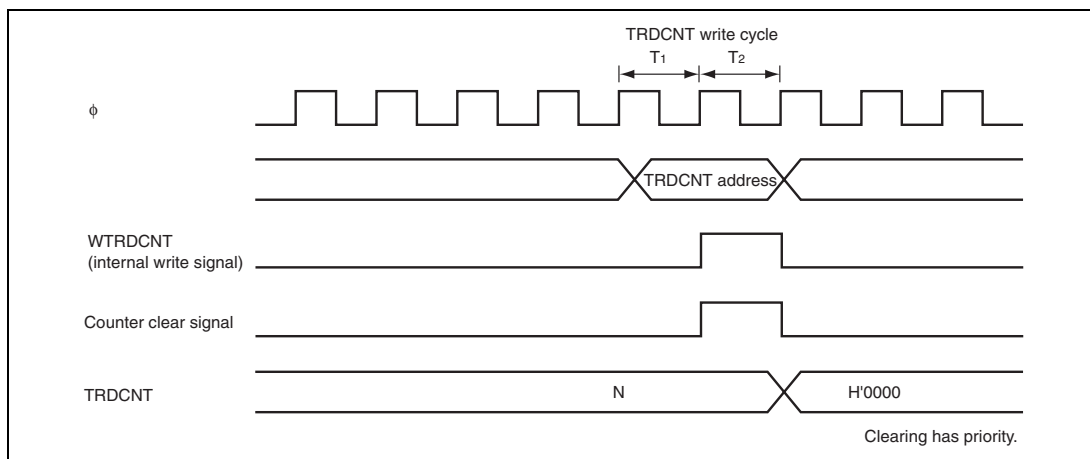 TRDCNT write cycle
T1 T2
ϕ
TRDCNT address
WTRDCNT
(internal write signal)
Counter clear signal
TRDCNT N H'0000
Clearing has priority.